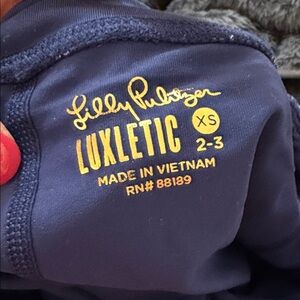 Lilly Pulitzer
LUXLETIC XS
2-3
MADE IN VIETNAM
RN# 88189